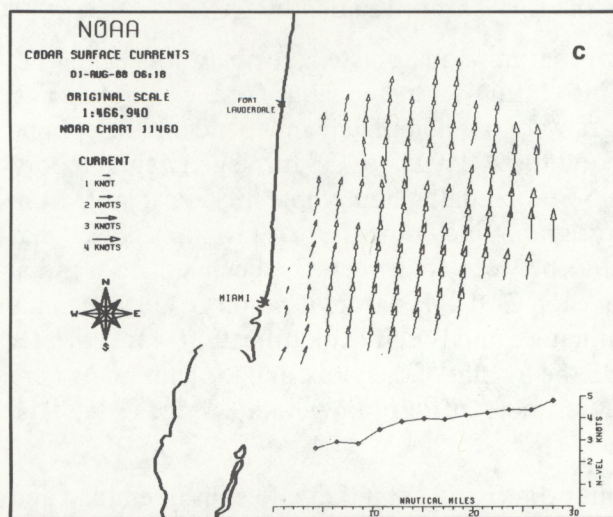 NOAA
CODAR SURFACE CURRENTS
01-AUG-88 06:18
ORIGINAL SCALE
1:466,940
NOAA CHART 11460
CURRENT
1 KNOT
2 KNOTS
3 KNOTS
4 KNOTS
N
W E
S
C
FORT
LAUDERDALE
MIAMI
5
4
3
2
1
N-VEL KNOTS
NAUTICAL MILES
10 20 30